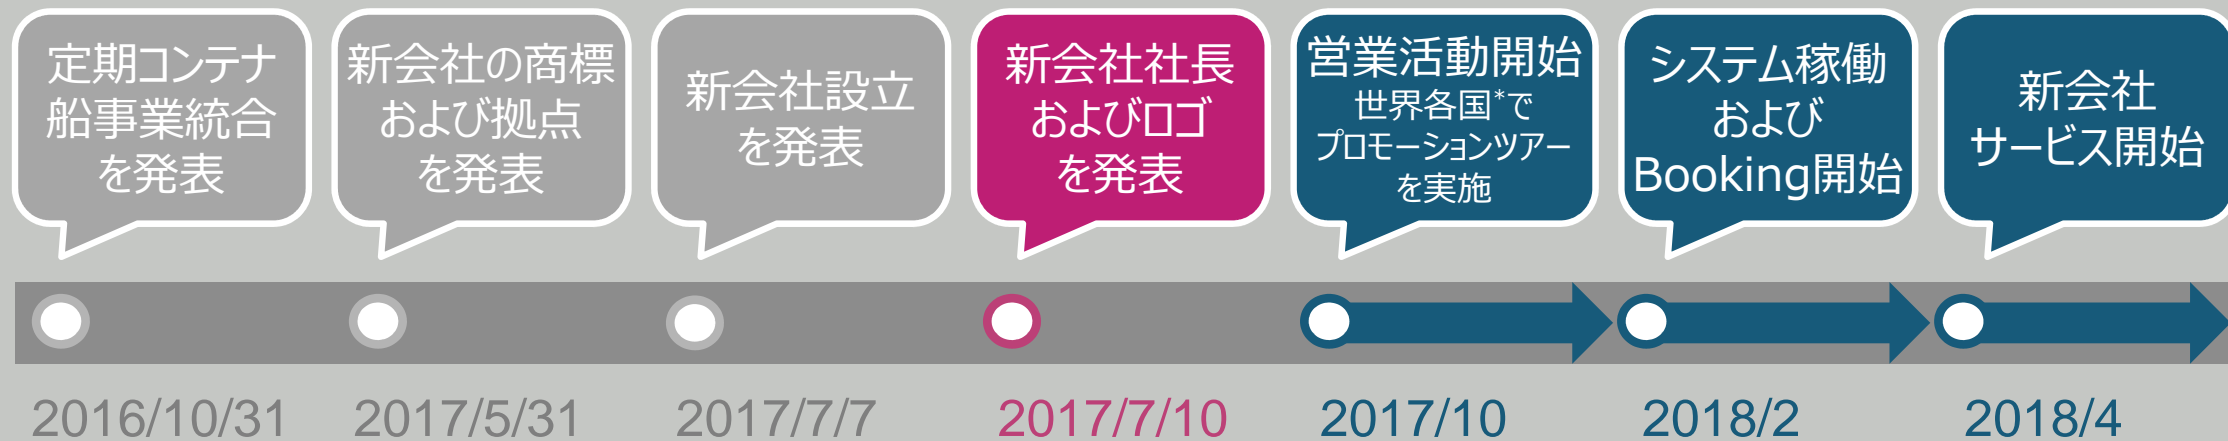 定期コンテナ
船事業統合
を発表
新会社の商標
および拠点
を発表
新会社設立
を発表
新会社社長
およびロゴ
を発表
営業活動開始
世界各国*で
プロモーションツアー
を実施
システム稼働
および
Booking開始
新会社
サービス開始
2016/10/31
2017/5/31
2017/7/7
2017/7/10
2017/10
2018/2
2018/4